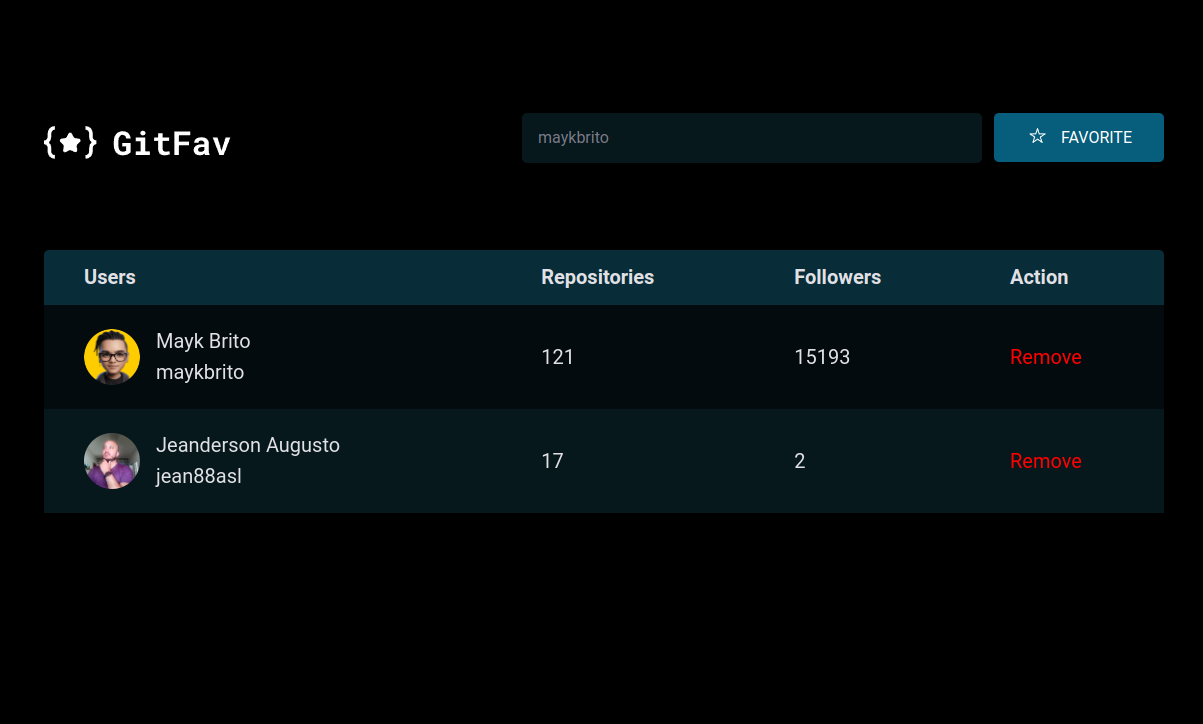 {★} GitFav
maykbrito
☆ FAVORITE
Users Repositories Followers Action
Mayk Brito
maykbrito
121 15193 Remove
Jeanderson Augusto
jean88asl
17 2 Remove